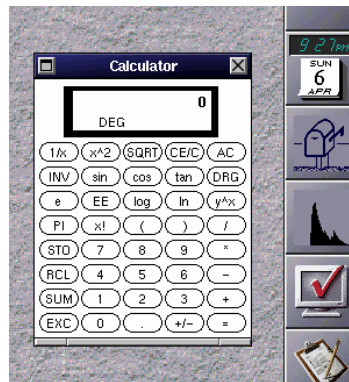 Calculator
0
DEG
1/x x^2 SQRT CE/C AC
INV sin cos tan DRG
e EE log ln y^x
PI x! ( ) /
STO 7 8 9 *
RCL 4 5 6 -
SUM 1 2 3 +
EXC 0 . +/- =
9 27PM
SUN
6
APR